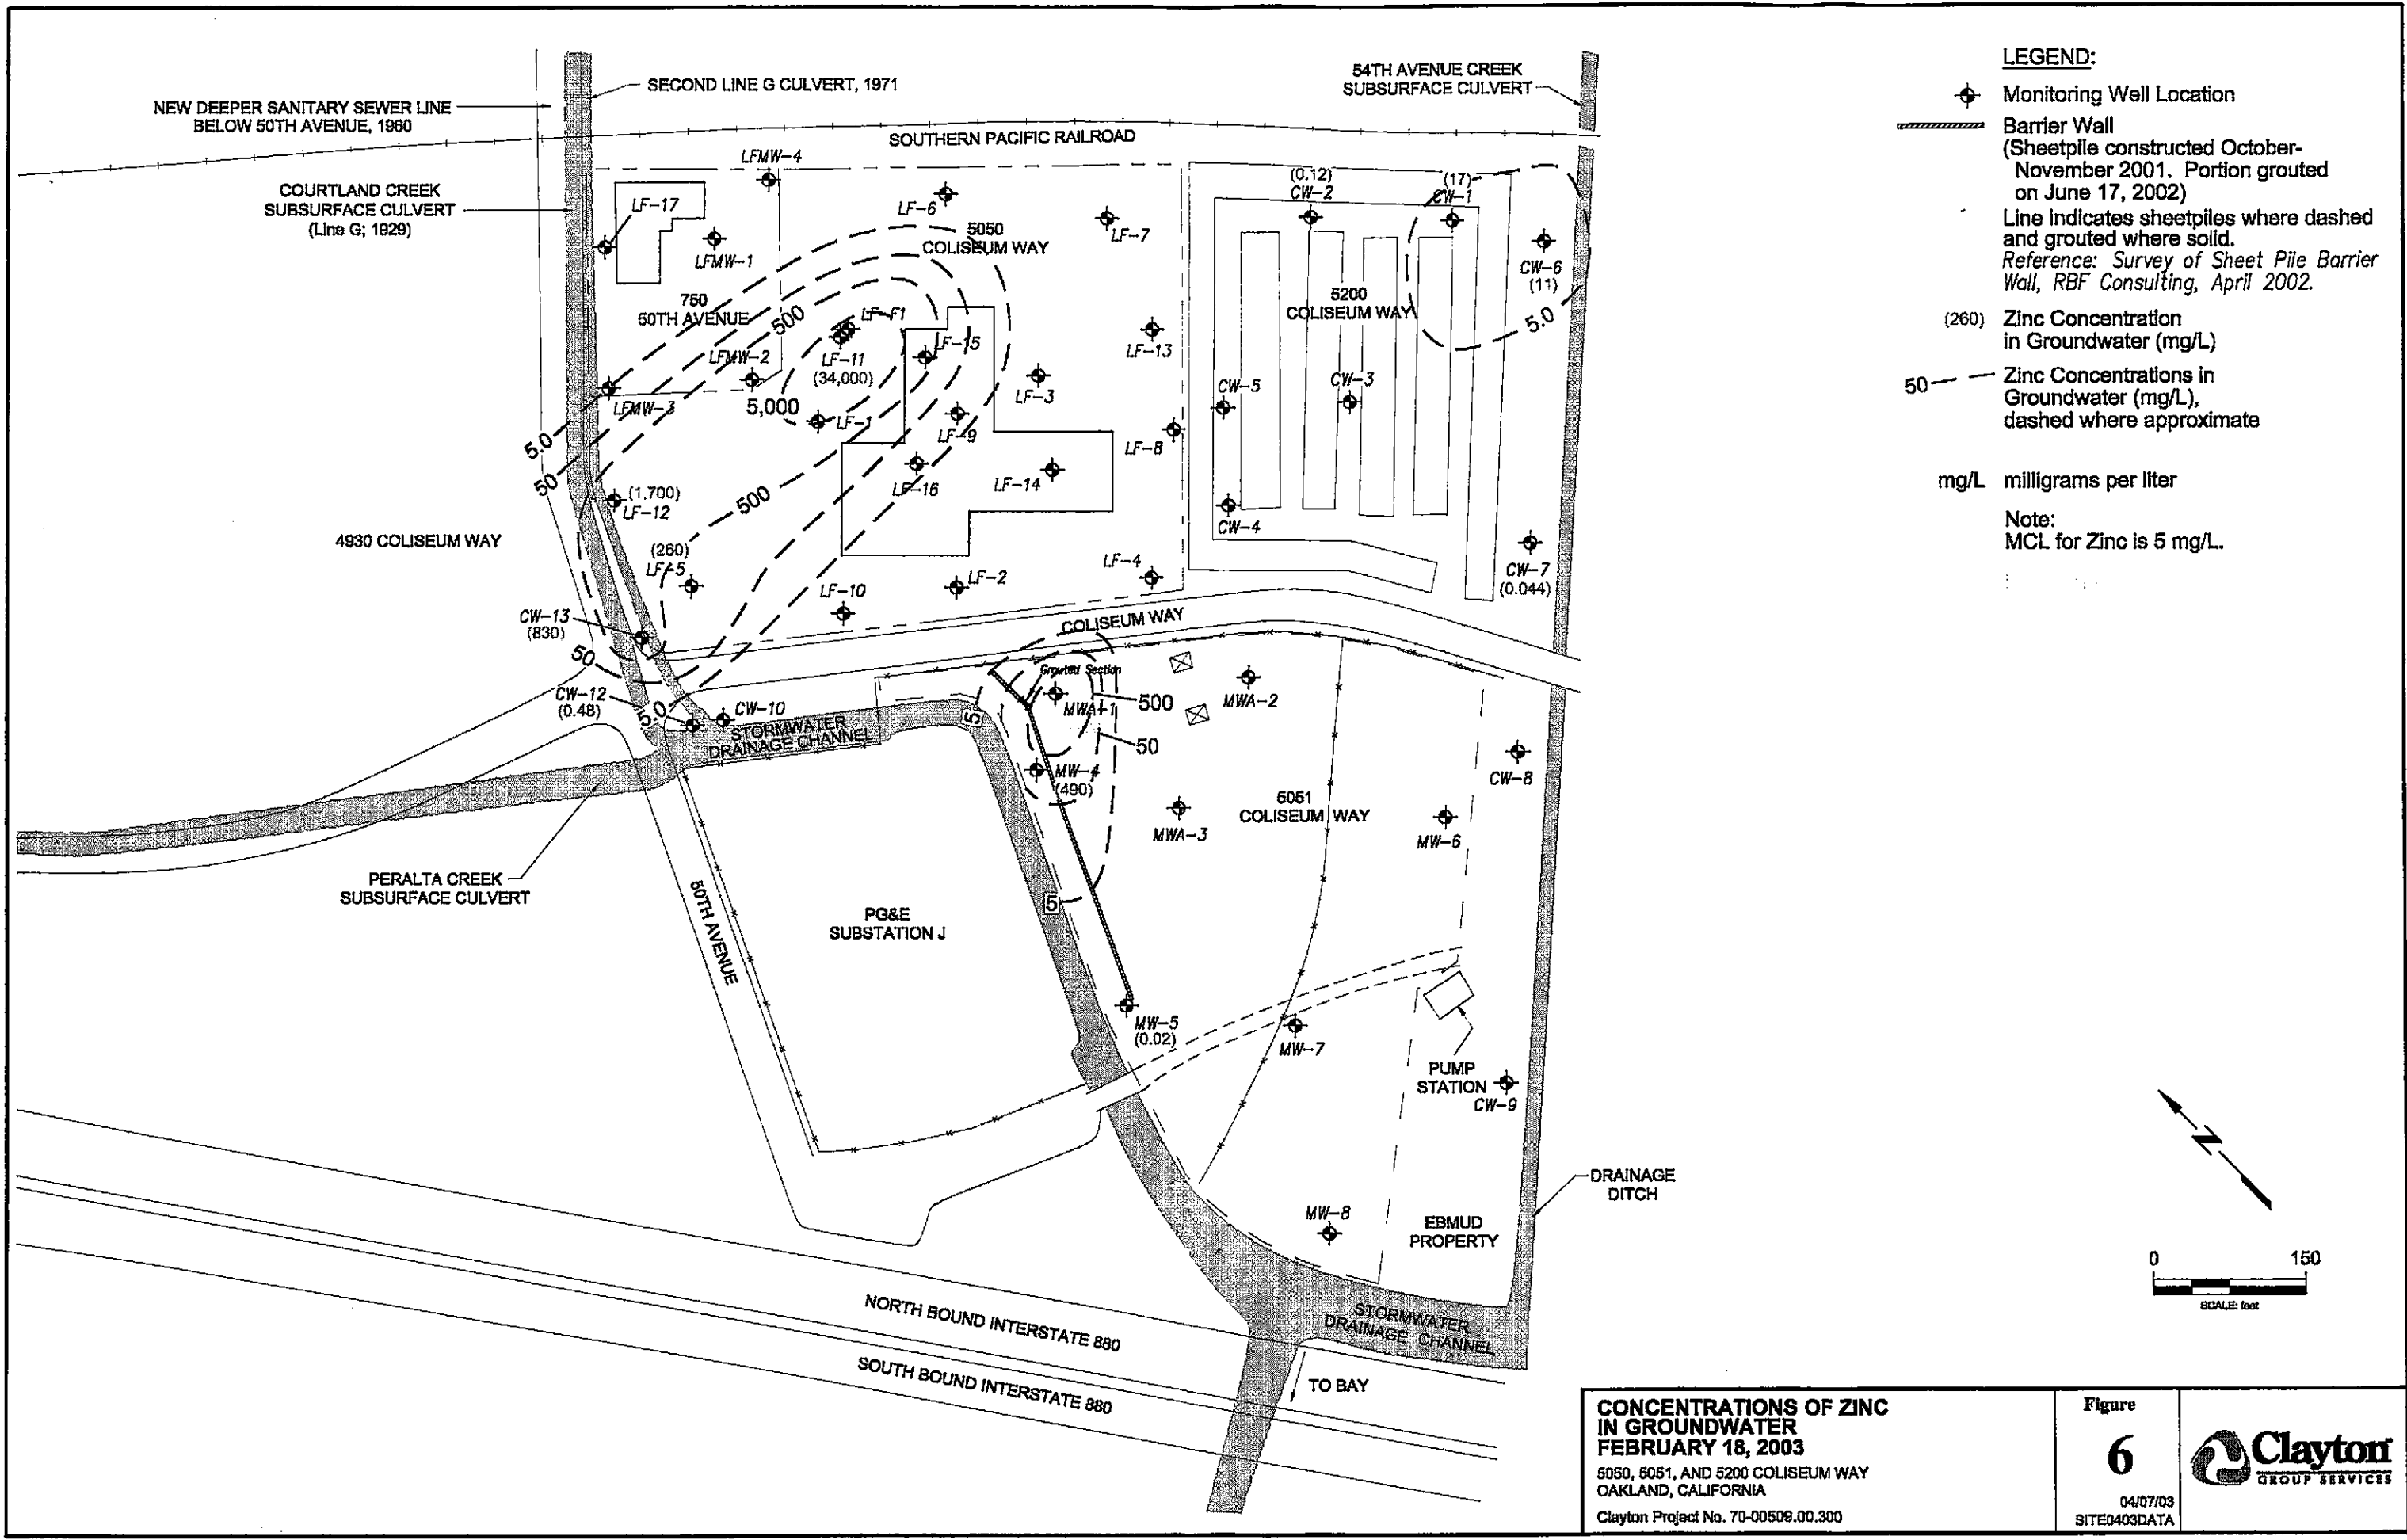 54TH AVENUE CREEK
SUBSURFACE CULVERT
SECOND LINE G CULVERT, 1971
NEW DEEPER SANITARY SEWER LINE
BELOW 50TH AVENUE, 1960
SOUTHERN PACIFIC RAILROAD
COURTLAND CREEK
SUBSURFACE CULVERT
(Line G; 1929)
LFMW-4
LF-17
LFMW-1
LF-6
LF-7
5050
COLISEUM WAY
(0.12)
CW-2
(17)
CW-1
CW-6
(11)
5.0
750
50TH AVENUE
500
LF-F1
LF-11
(34,000)
LF-15
LF-13
5200
COLISEUM WAY
LFMW-2
5,000
LF-1
LFMW-3
LF-3
LF-9
CW-5
CW-3
5.0
50
LF-8
LF-16
LF-14
500
(1,700)
LF-12
CW-4
4930 COLISEUM WAY
(260)
LF-5
LF-10
LF-2
LF-4
CW-7
(0.044)
CW-13
(830)
COLISEUM WAY
50
CW-12
(0.48)
5.0
CW-10
STORMWATER
DRAINAGE CHANNEL
Grouted Section
5
MWA-1
500
50
MWA-2
MW-4
(490)
MWA-3
5051
COLISEUM WAY
CW-8
MW-6
PERALTA CREEK
SUBSURFACE CULVERT
50TH AVENUE
PG&E
SUBSTATION J
5
MW-5
(0.02)
MW-7
PUMP
STATION
CW-9
DRAINAGE
DITCH
MW-8
EBMUD
PROPERTY
STORMWATER
DRAINAGE CHANNEL
NORTH BOUND INTERSTATE 880
SOUTH BOUND INTERSTATE 880
TO BAY
LEGEND:
Monitoring Well Location
Barrier Wall
(Sheetpile constructed October-
November 2001. Portion grouted
on June 17, 2002)
Line indicates sheetpiles where dashed
and grouted where solid.
Reference: Survey of Sheet Pile Barrier
Wall, RBF Consulting, April 2002.
(260) Zinc Concentration
in Groundwater (mg/L)
50 Zinc Concentrations in
Groundwater (mg/L),
dashed where approximate
mg/L milligrams per liter
Note:
MCL for Zinc is 5 mg/L.
N
0 150
SCALE: feet
CONCENTRATIONS OF ZINC
IN GROUNDWATER
FEBRUARY 18, 2003
5050, 5051, AND 5200 COLISEUM WAY
OAKLAND, CALIFORNIA
Clayton Project No. 70-00509.00.300
Figure
6
04/07/03
SITE0403DATA
Clayton
GROUP SERVICES